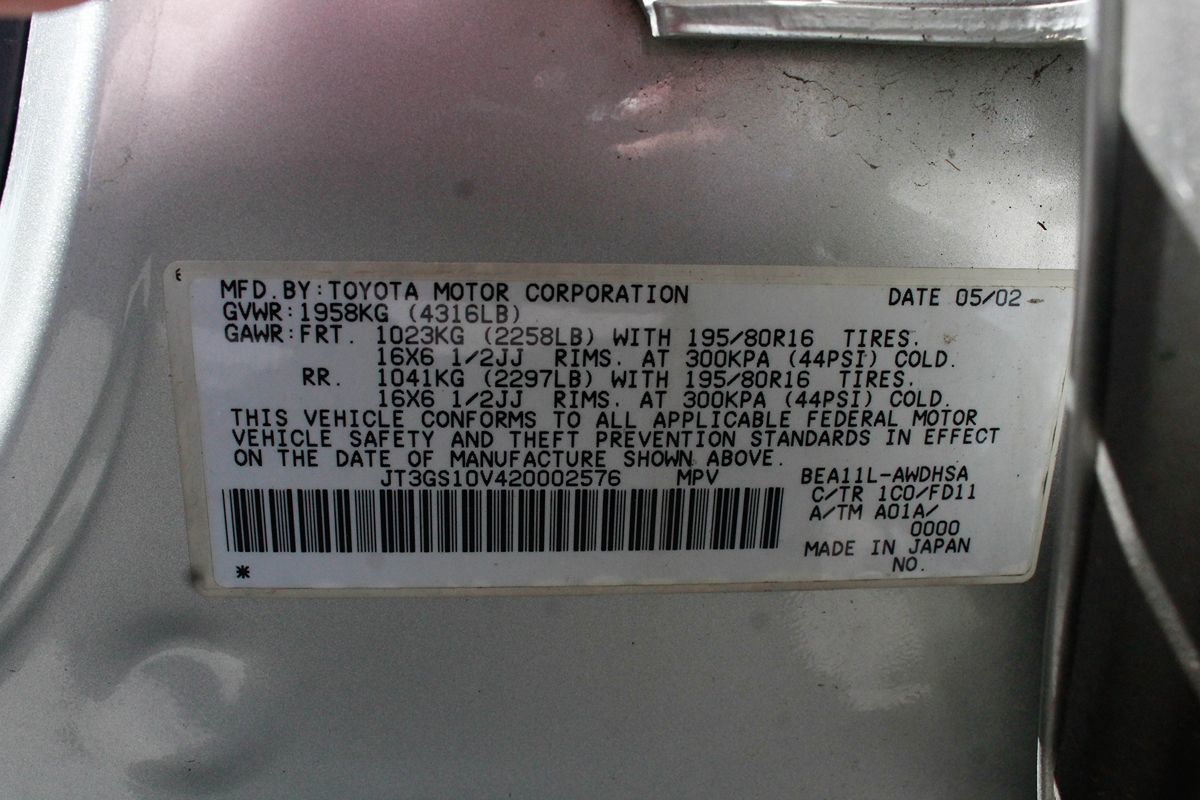 MFD.BY:TOYOTA MOTOR CORPORATION DATE 05/02
GVWR:1958KG (4316LB)
GAWR:FRT. 1023KG (2258LB) WITH 195/80R16 TIRES.
16X6 1/2JJ RIMS. AT 300KPA (44PSI) COLD.
RR. 1041KG (2297LB) WITH 195/80R16 TIRES.
16X6 1/2JJ RIMS. AT 300KPA (44PSI) COLD.
THIS VEHICLE CONFORMS TO ALL APPLICABLE FEDERAL MOTOR
VEHICLE SAFETY AND THEFT PREVENTION STANDARDS IN EFFECT
ON THE DATE OF MANUFACTURE SHOWN ABOVE.
JT3GS10V420002576 MPV BEA11L-AWDHSA
C/TR 1C0/FD11
A/TM A01A/
0000
MADE IN JAPAN
NO.
*